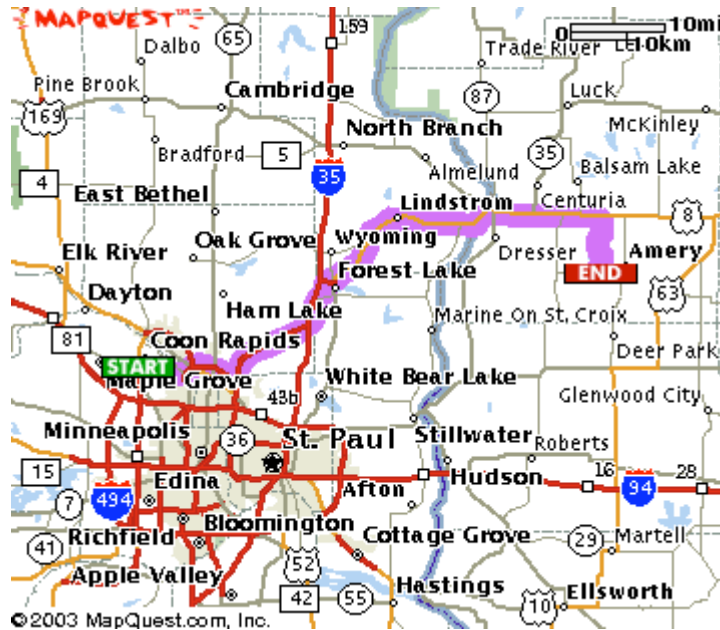 MAPQUEST
10mi
0
10km
65
159
Dalbo
Trade River
Pine Brook
Cambridge
87
Luck
169
McKinley
North Branch
Bradford
5
35
4
35
Almelund
Balsam Lake
East Bethel
Lindstrom
Centuria
8
Oak Grove
Wyoming
Dresser
Amery
Elk River
Forest Lake
END
63
Dayton
Ham Lake
Marine On St. Croix
81
Coon Rapids
Deer Park
START
Maple Grove
White Bear Lake
43b
Glenwood City
Minneapolis
36
St. Paul
Stillwater
Roberts
15
Edina
Afton
Hudson
16
94
28
7
494
Bloomington
Richfield
Cottage Grove
29
Martell
41
52
Apple Valley
42
55
Hastings
10
Ellsworth
©2003 MapQuest.com, Inc.